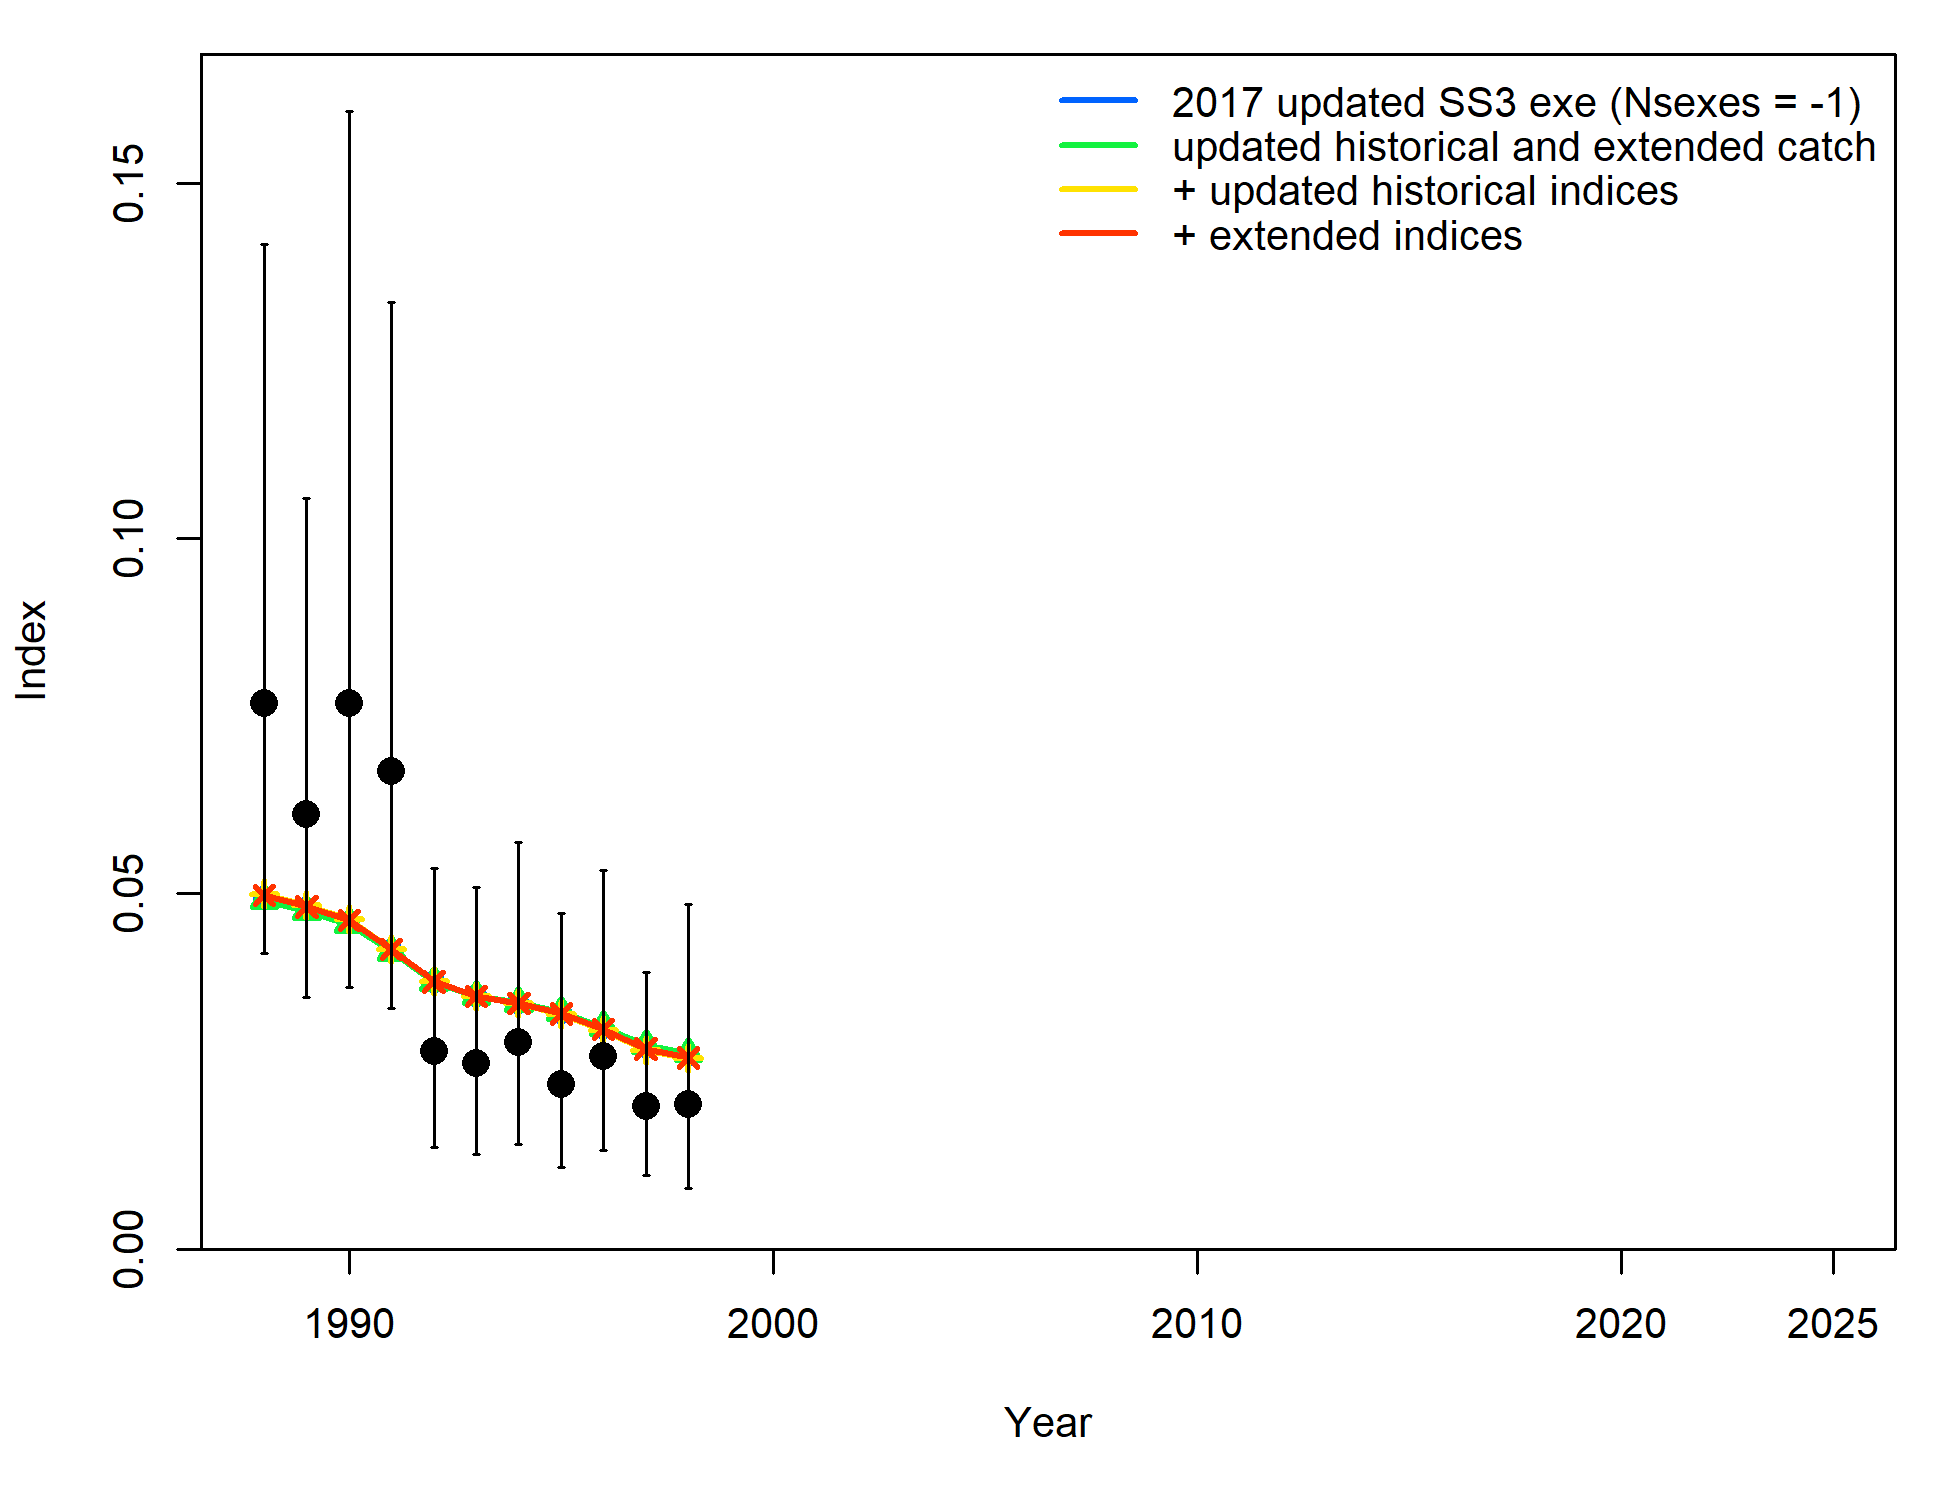 2017 updated SS3 exe (Nsexes = -1)
updated historical and extended catch
+ updated historical indices
+ extended indices
0.15
0.10
0.05
0.00
Index
1990 2000 2010 2020 2025
Year